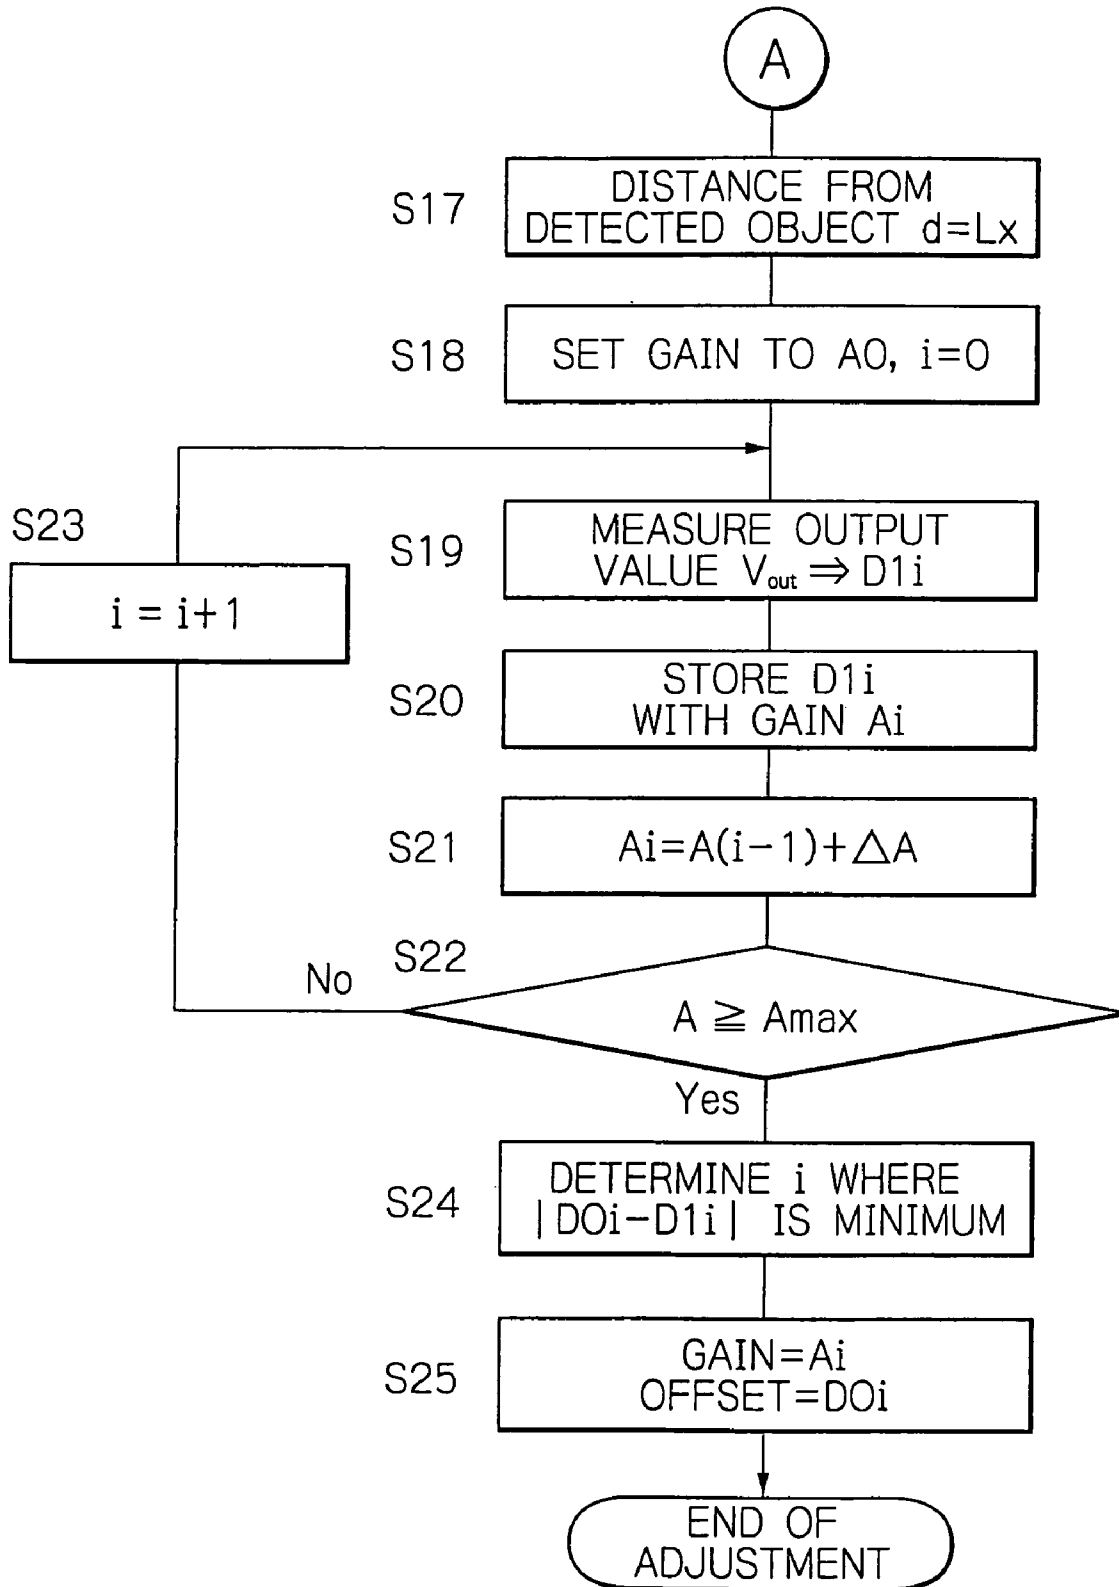 A
S17
DISTANCE FROM
DETECTED OBJECT d=Lx
S18
SET GAIN TO A0, i=0
S23
i = i+1
S19
MEASURE OUTPUT
VALUE Vout ⇒ D1i
S20
STORE D1i
WITH GAIN Ai
S21
Ai=A(i-1)+△A
S22
No
A ≧ Amax
Yes
S24
DETERMINE i WHERE
|D0i-D1i| IS MINIMUM
S25
GAIN=Ai
OFFSET=D0i
END OF
ADJUSTMENT